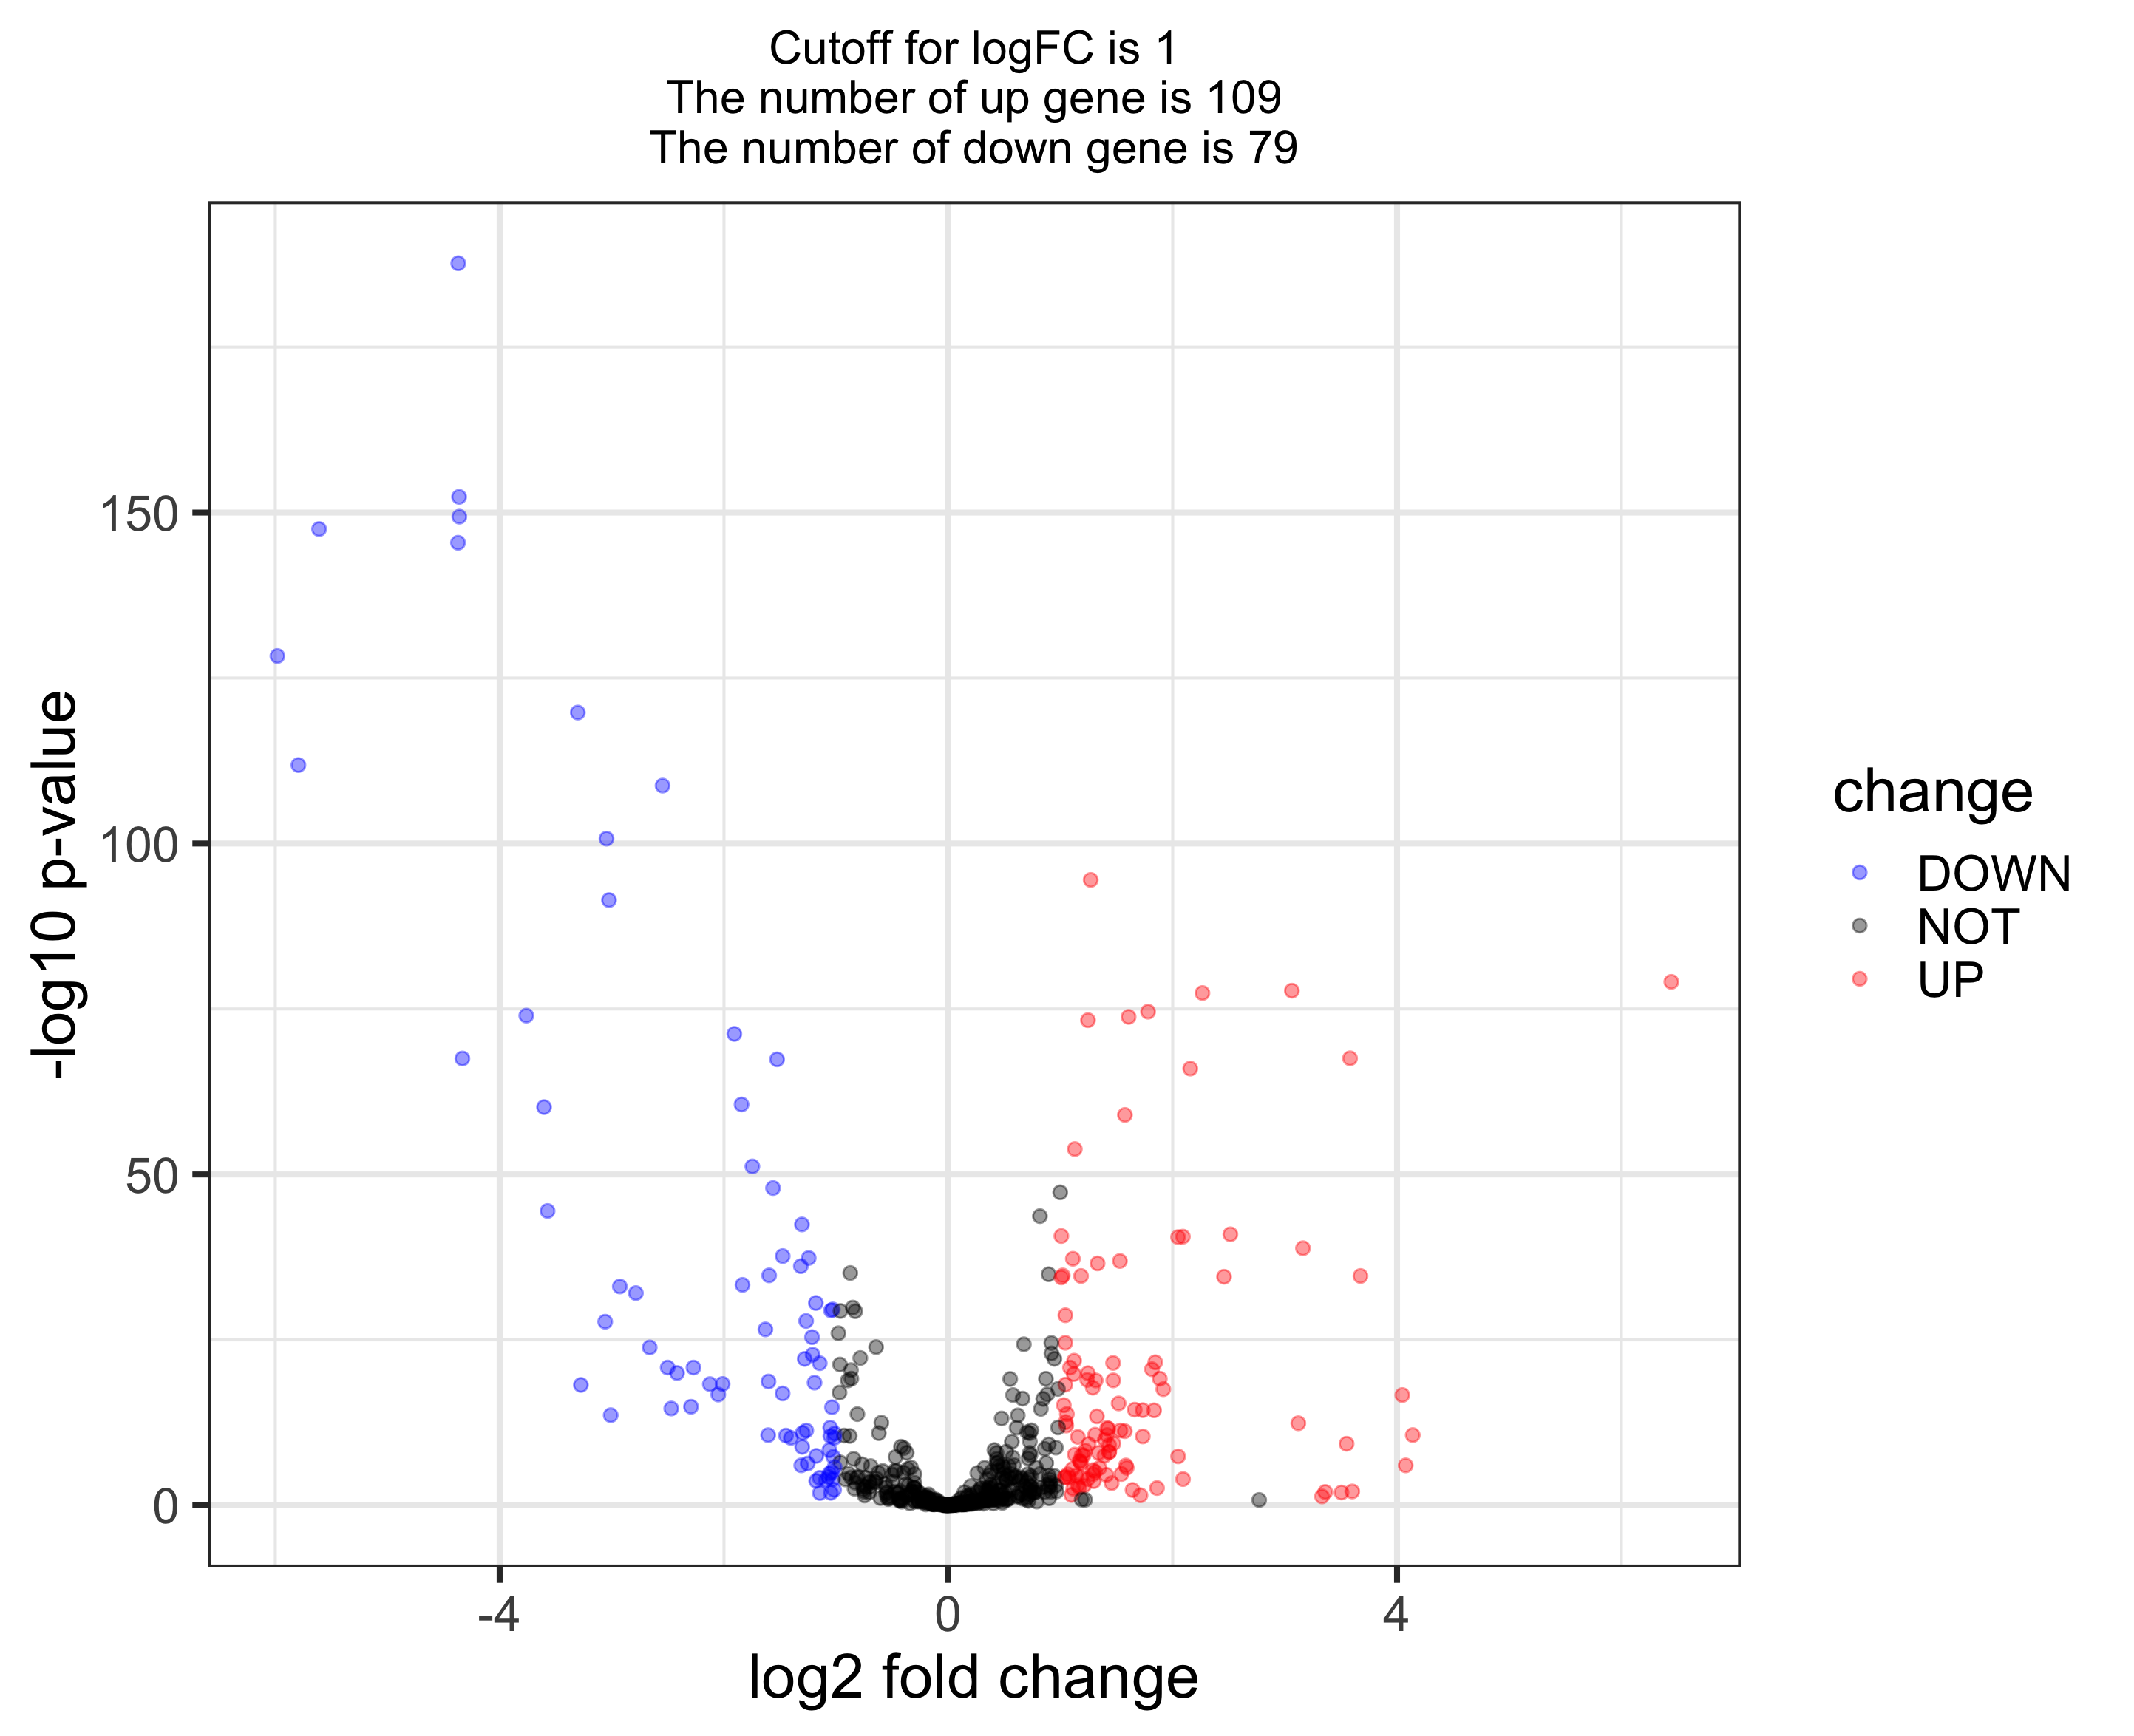 Cutoff for logFC is 1
The number of up gene is 109
The number of down gene is 79
-log10 p-value
150
100
50
0
-4
0
4
log2 fold change
change
DOWN
NOT
UP